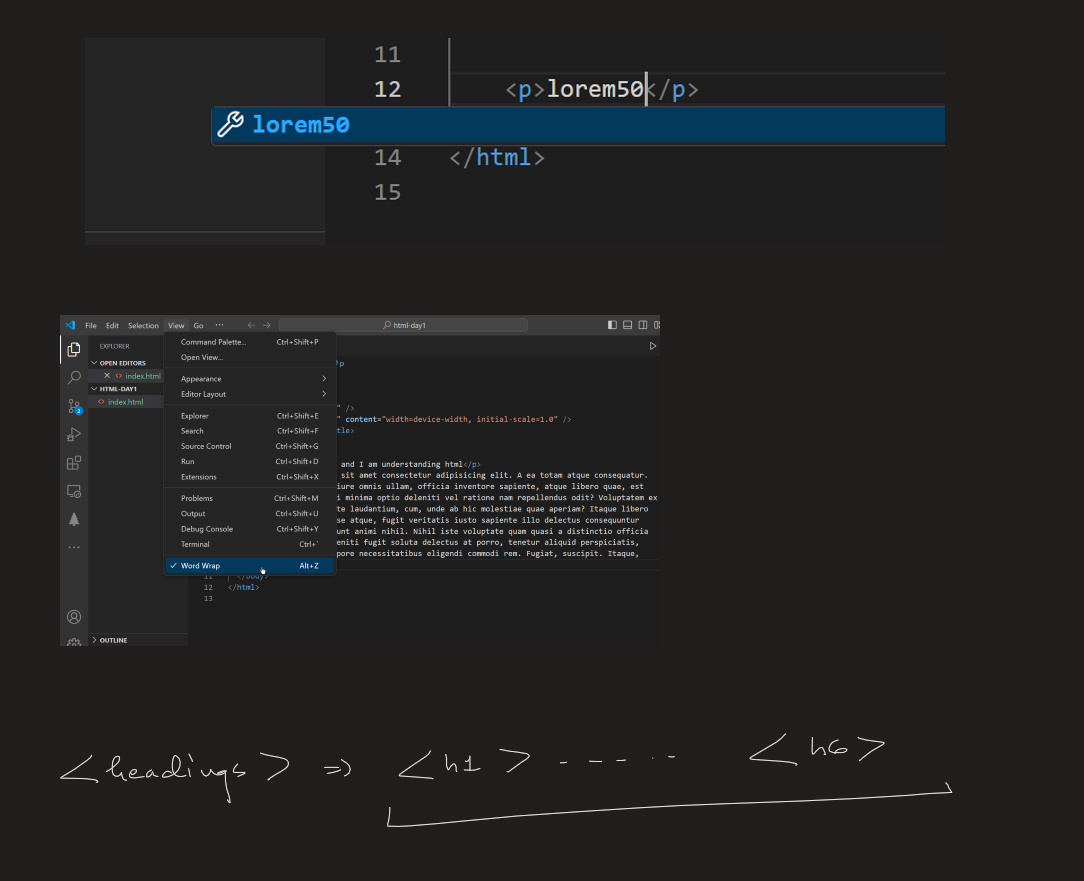 11
12 <p>lorem50</p>
lorem50
14 </html>
15
File Edit Selection View Go ··· html-day1
EXPLORER
OPEN EDITORS
index.html
HTML-DAY1
index.html
2
OUTLINE
Command Palette... Ctrl+Shift+P
Open View...
Appearance
Editor Layout
Explorer Ctrl+Shift+E
Search Ctrl+Shift+F
Source Control Ctrl+Shift+G
Run Ctrl+Shift+D
Extensions Ctrl+Shift+X
Problems Ctrl+Shift+M
Output Ctrl+Shift+U
Debug Console Ctrl+Shift+Y
Terminal Ctrl+`
Word Wrap Alt+Z
p
" />
" content="width=device-width, initial-scale=1.0" />
tle>
and I am understanding html</p>
sit amet consectetur adipisicing elit. A ea totam atque consequatur.
iure omnis ullam, officia inventore sapiente, atque libero quae, est
i minima optio deleniti vel ratione nam repellendus odit? Voluptatem ex
te laudantium, cum, unde ab hic molestiae quae aperiam? Itaque libero
se atque, fugit veritatis iusto sapiente illo delectus consequuntur
unt animi nihil. Nihil iste voluptate quam quasi a distinctio officia
eniti fugit soluta delectus at porro, tenetur aliquid perspiciatis,
pore necessitatibus eligendi commodi rem. Fugiat, suscipit. Itaque,
11 </body>
12 </html>
13
<headings> => <h1> - - - - - <h6>